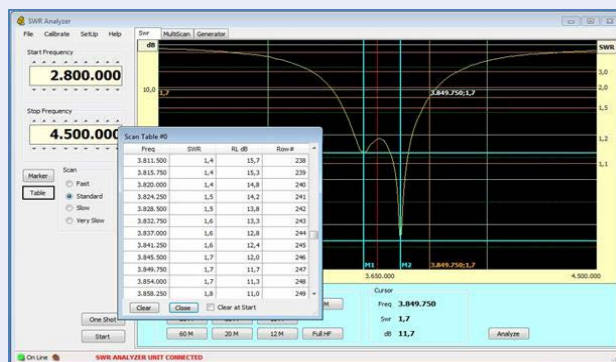 SWR Analyzer
File Calibrate SetUp Help
Swr MultiScan Generator
Start Frequency
2.800.000
Stop Frequency
4.500.000
Marker
Table
Scan
Fast
Standard
Slow
Very Slow
One Shot
Start
dB
SWR
10,0
1,7
3.849.750;1,7
3,0
2,0
1,5
1,2
1,1
M1 M2 3.849.750;1,7
3.650.000
4.500.000
Scan Table #0
Freq SWR RL dB Row #
3.811.500 1,4 15,7 238
3.815.750 1,4 15,3 239
3.820.000 1,4 14,8 240
3.824.250 1,5 14,2 241
3.828.500 1,5 13,8 242
3.832.750 1,6 13,3 243
3.837.000 1,6 12,8 244
3.841.250 1,6 12,4 245
3.845.500 1,7 12,0 246
3.849.750 1,7 11,7 247
3.854.000 1,7 11,3 248
3.858.250 1,8 11,0 249
Clear Close Clear at Start
60 M 20 M 12 M Full HF
Cursor
Freq 3.849.750
Swr 1,7
dB 11,7
Analyze
On Line SWR ANALYZER UNIT CONNECTED